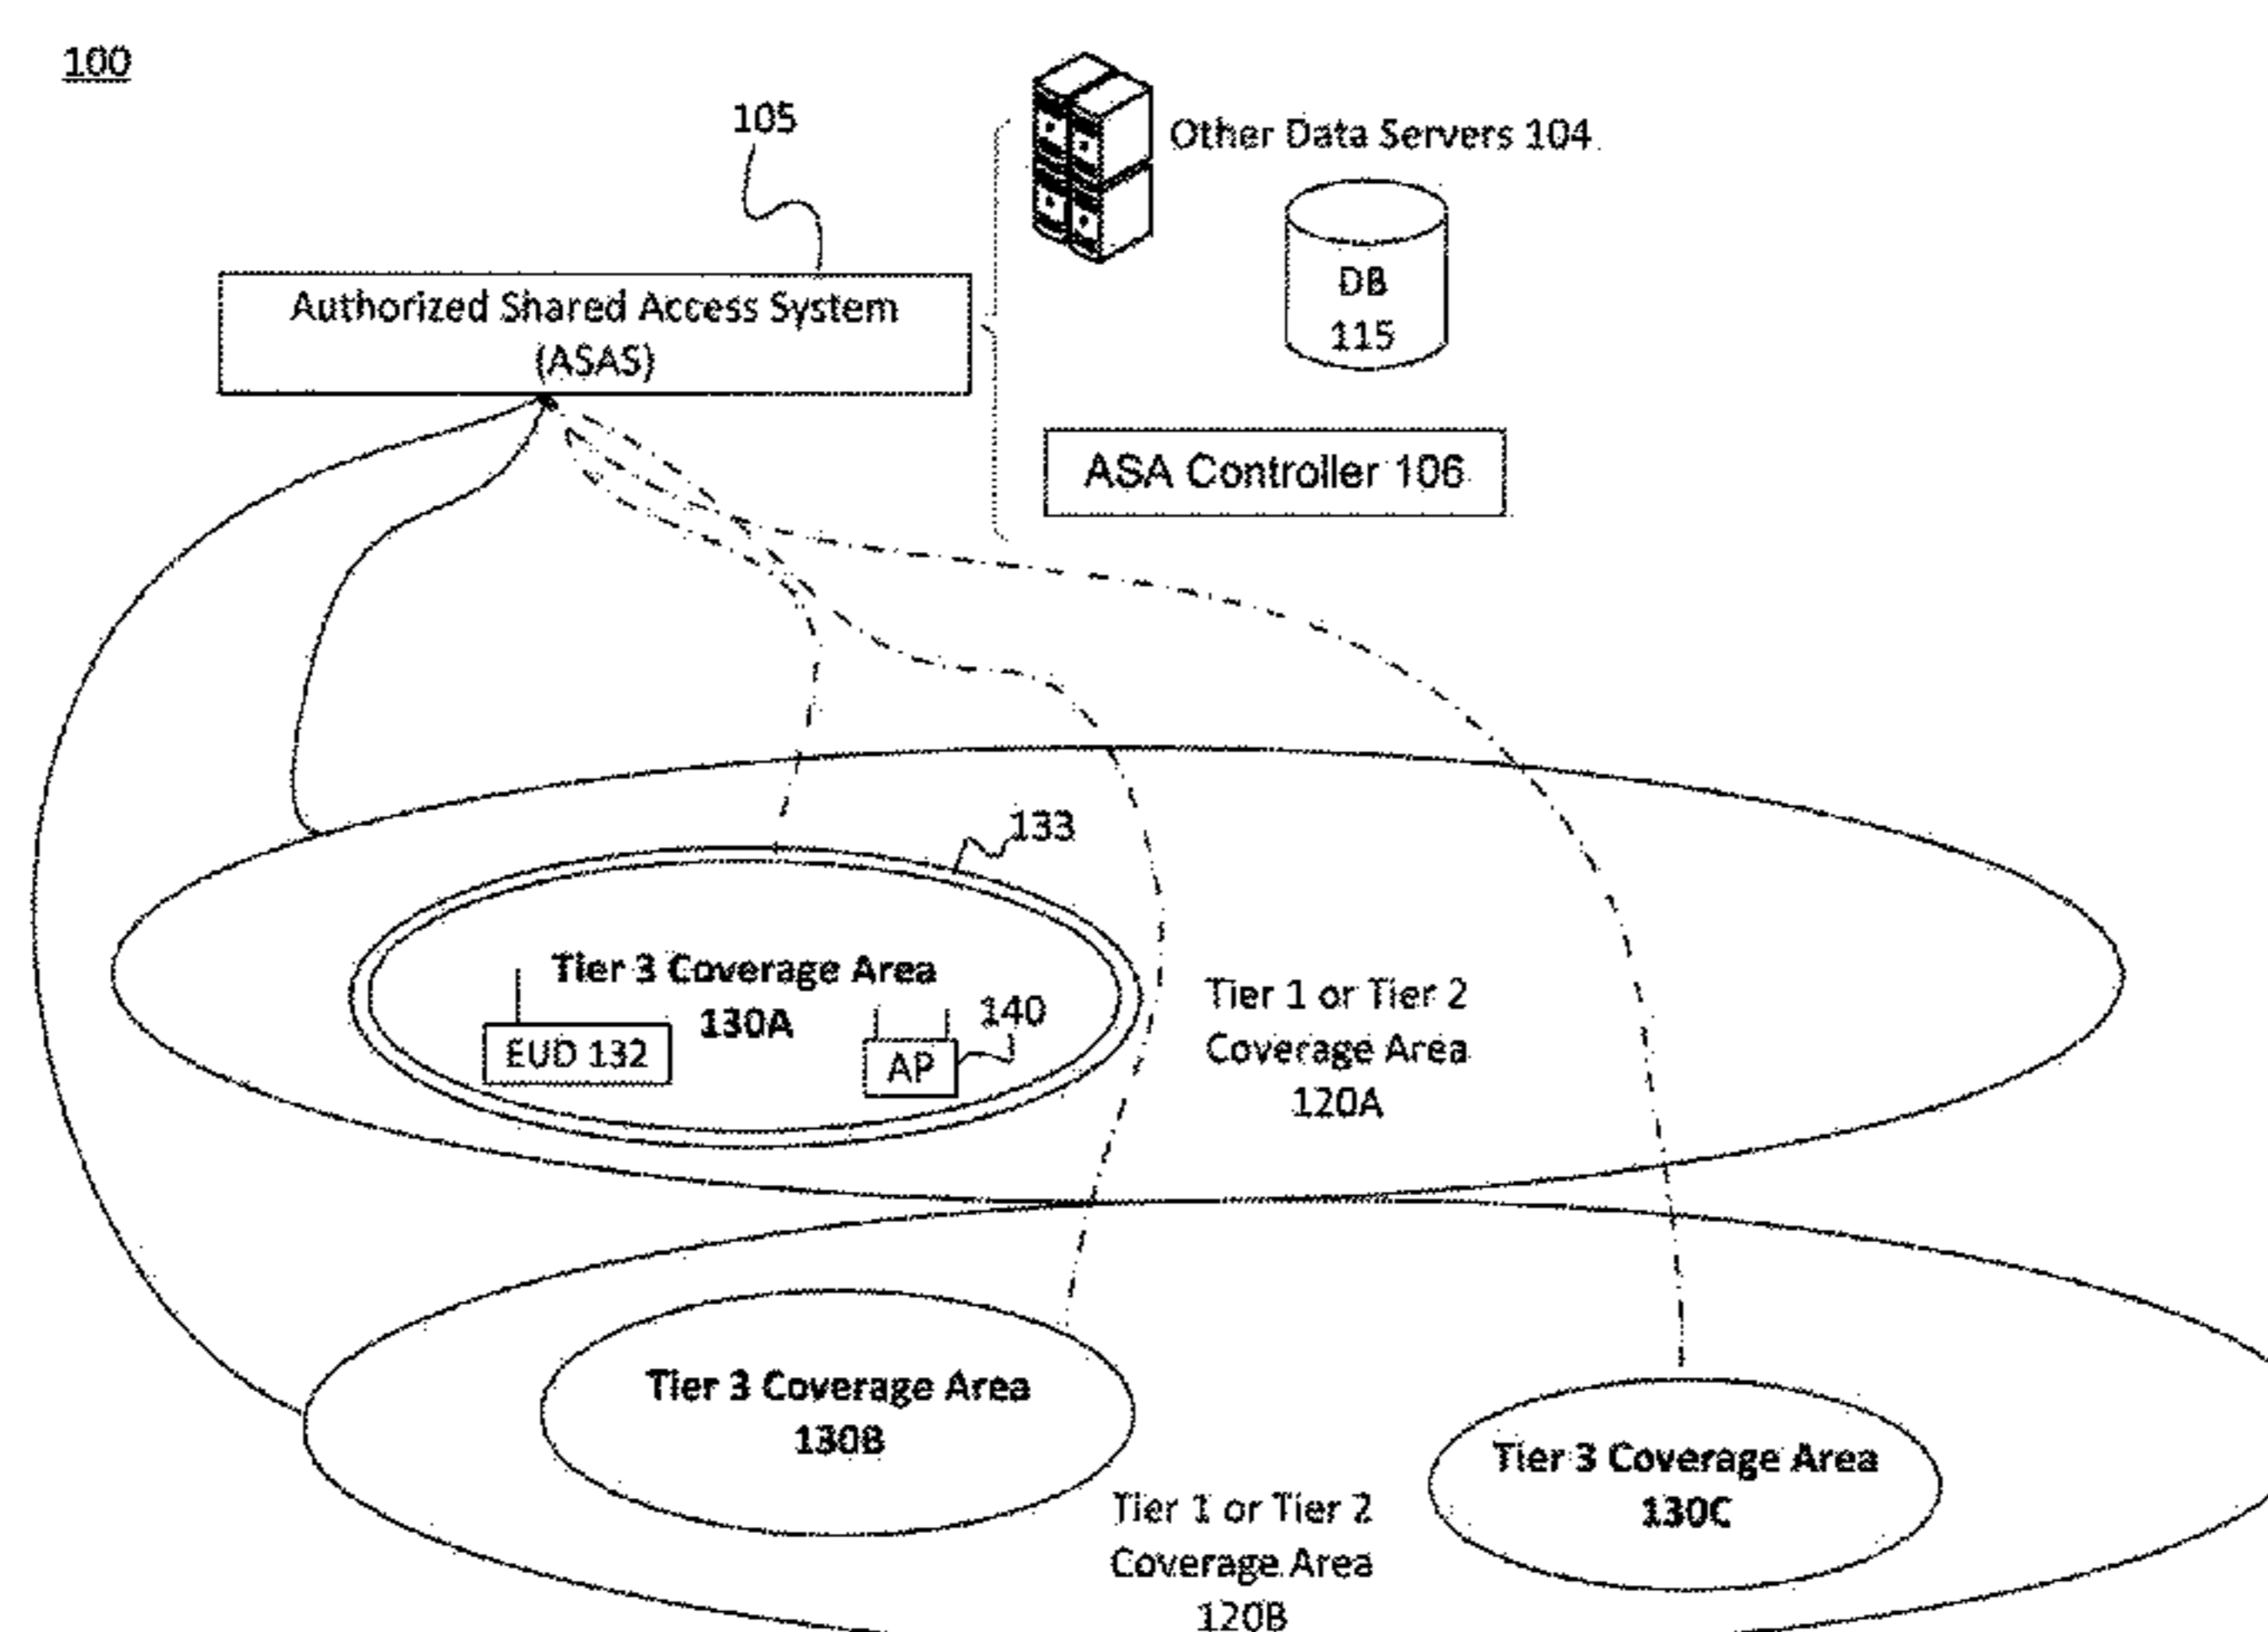 100
105
Other Data Servers 104
Authorized Shared Access System
(ASAS)
DB
115
ASA Controller 106
133
Tier 3 Coverage Area
130A
EUD 132
AP
140
Tier 1 or Tier 2
Coverage Area
120A
Tier 3 Coverage Area
130B
Tier 3 Coverage Area
130C
Tier 1 or Tier 2
Coverage Area
120B